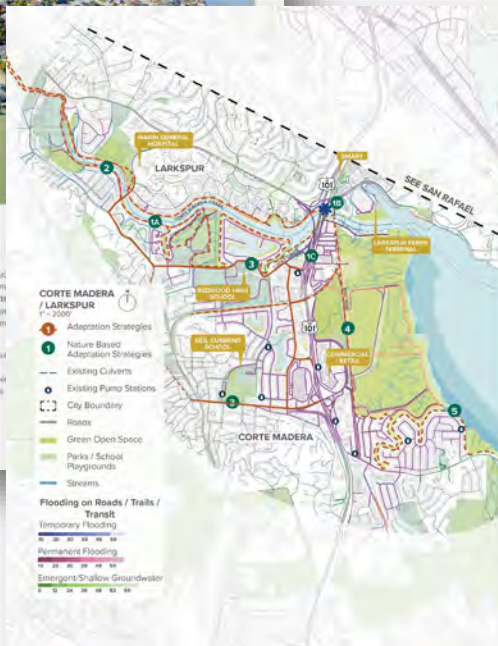 MARIN GENERAL
HOSPITAL
LARKSPUR
SMART
101
SEE SAN RAFAEL
2
1A
1B
1C
LARKSPUR FERRY
TERMINAL
3
REDWOOD HIGH
SCHOOL
101
4
NEIL CUMMINS
SCHOOL
COMMERCIAL
/ RETAIL
3
5
CORTE MADERA
CORTE MADERA
/ LARKSPUR
1" = 2000'
1 Adaptation Strategies
1 Nature Based
Adaptation Strategies
Existing Culverts
Existing Pump Stations
City Boundary
Roads
Green Open Space
Parks / School
Playgrounds
Streams
Flooding on Roads / Trails /
Transit
Temporary Flooding
Permanent Flooding
Emergent/Shallow Groundwater